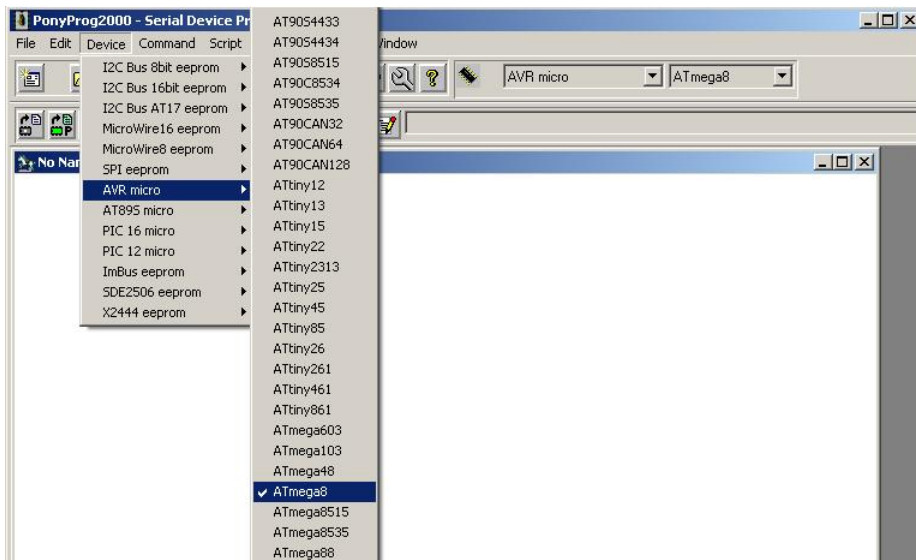 PonyProg2000 - Serial Device Pr
File Edit Device Command Script Window
AVR micro ATmega8
No Nam
I2C Bus 8bit eeprom
I2C Bus 16bit eeprom
I2C Bus AT17 eeprom
MicroWire16 eeprom
MicroWire8 eeprom
SPI eeprom
AVR micro
AT89S micro
PIC 16 micro
PIC 12 micro
ImBus eeprom
SDE2506 eeprom
X2444 eeprom
AT90S4433
AT90S4434
AT90S8515
AT90C8534
AT90S8535
AT90CAN32
AT90CAN64
AT90CAN128
ATtiny12
ATtiny13
ATtiny15
ATtiny22
ATtiny2313
ATtiny25
ATtiny45
ATtiny85
ATtiny26
ATtiny261
ATtiny461
ATtiny861
ATmega603
ATmega103
ATmega48
ATmega8
ATmega8515
ATmega8535
ATmega88